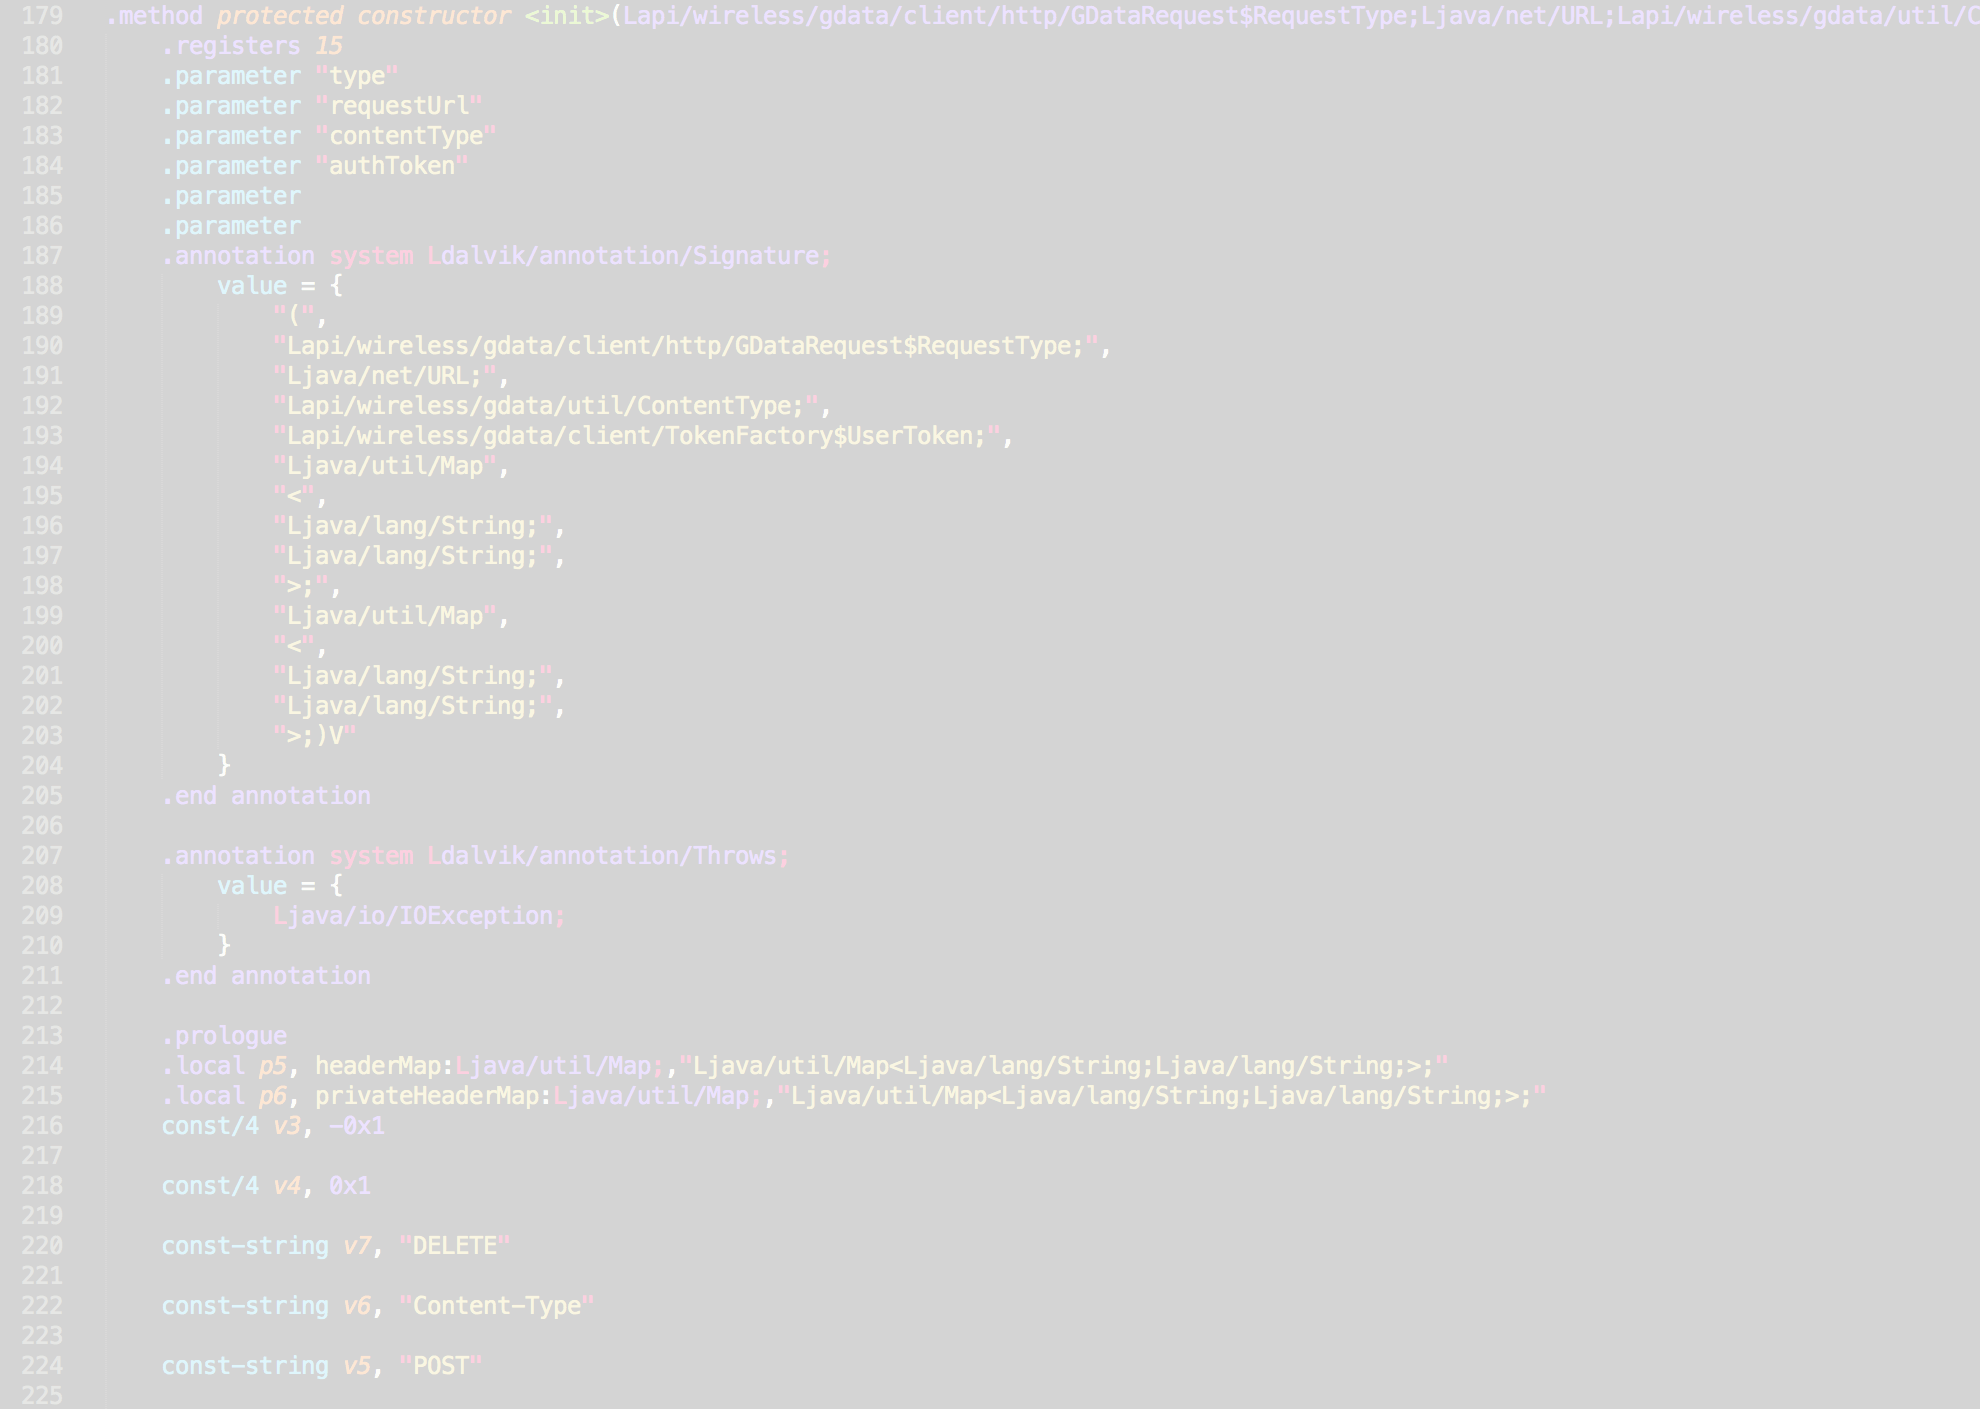 179 .method protected constructor <init>(Lapi/wireless/gdata/client/http/GDataRequest$RequestType;Ljava/net/URL;Lapi/wireless/gdata/util/C
180 .registers 15
181 .parameter "type"
182 .parameter "requestUrl"
183 .parameter "contentType"
184 .parameter "authToken"
185 .parameter
186 .parameter
187 .annotation system Ldalvik/annotation/Signature;
188 value = {
189 "(",
190 "Lapi/wireless/gdata/client/http/GDataRequest$RequestType;",
191 "Ljava/net/URL;",
192 "Lapi/wireless/gdata/util/ContentType;",
193 "Lapi/wireless/gdata/client/TokenFactory$UserToken;",
194 "Ljava/util/Map",
195 "<",
196 "Ljava/lang/String;",
197 "Ljava/lang/String;",
198 ">;",
199 "Ljava/util/Map",
200 "<",
201 "Ljava/lang/String;",
202 "Ljava/lang/String;",
203 ">;)V"
204 }
205 .end annotation
206
207 .annotation system Ldalvik/annotation/Throws;
208 value = {
209 Ljava/io/IOException;
210 }
211 .end annotation
212
213 .prologue
214 .local p5, headerMap:Ljava/util/Map;,"Ljava/util/Map<Ljava/lang/String;Ljava/lang/String;>;"
215 .local p6, privateHeaderMap:Ljava/util/Map;,"Ljava/util/Map<Ljava/lang/String;Ljava/lang/String;>;"
216 const/4 v3, -0x1
217
218 const/4 v4, 0x1
219
220 const-string v7, "DELETE"
221
222 const-string v6, "Content-Type"
223
224 const-string v5, "POST"
225